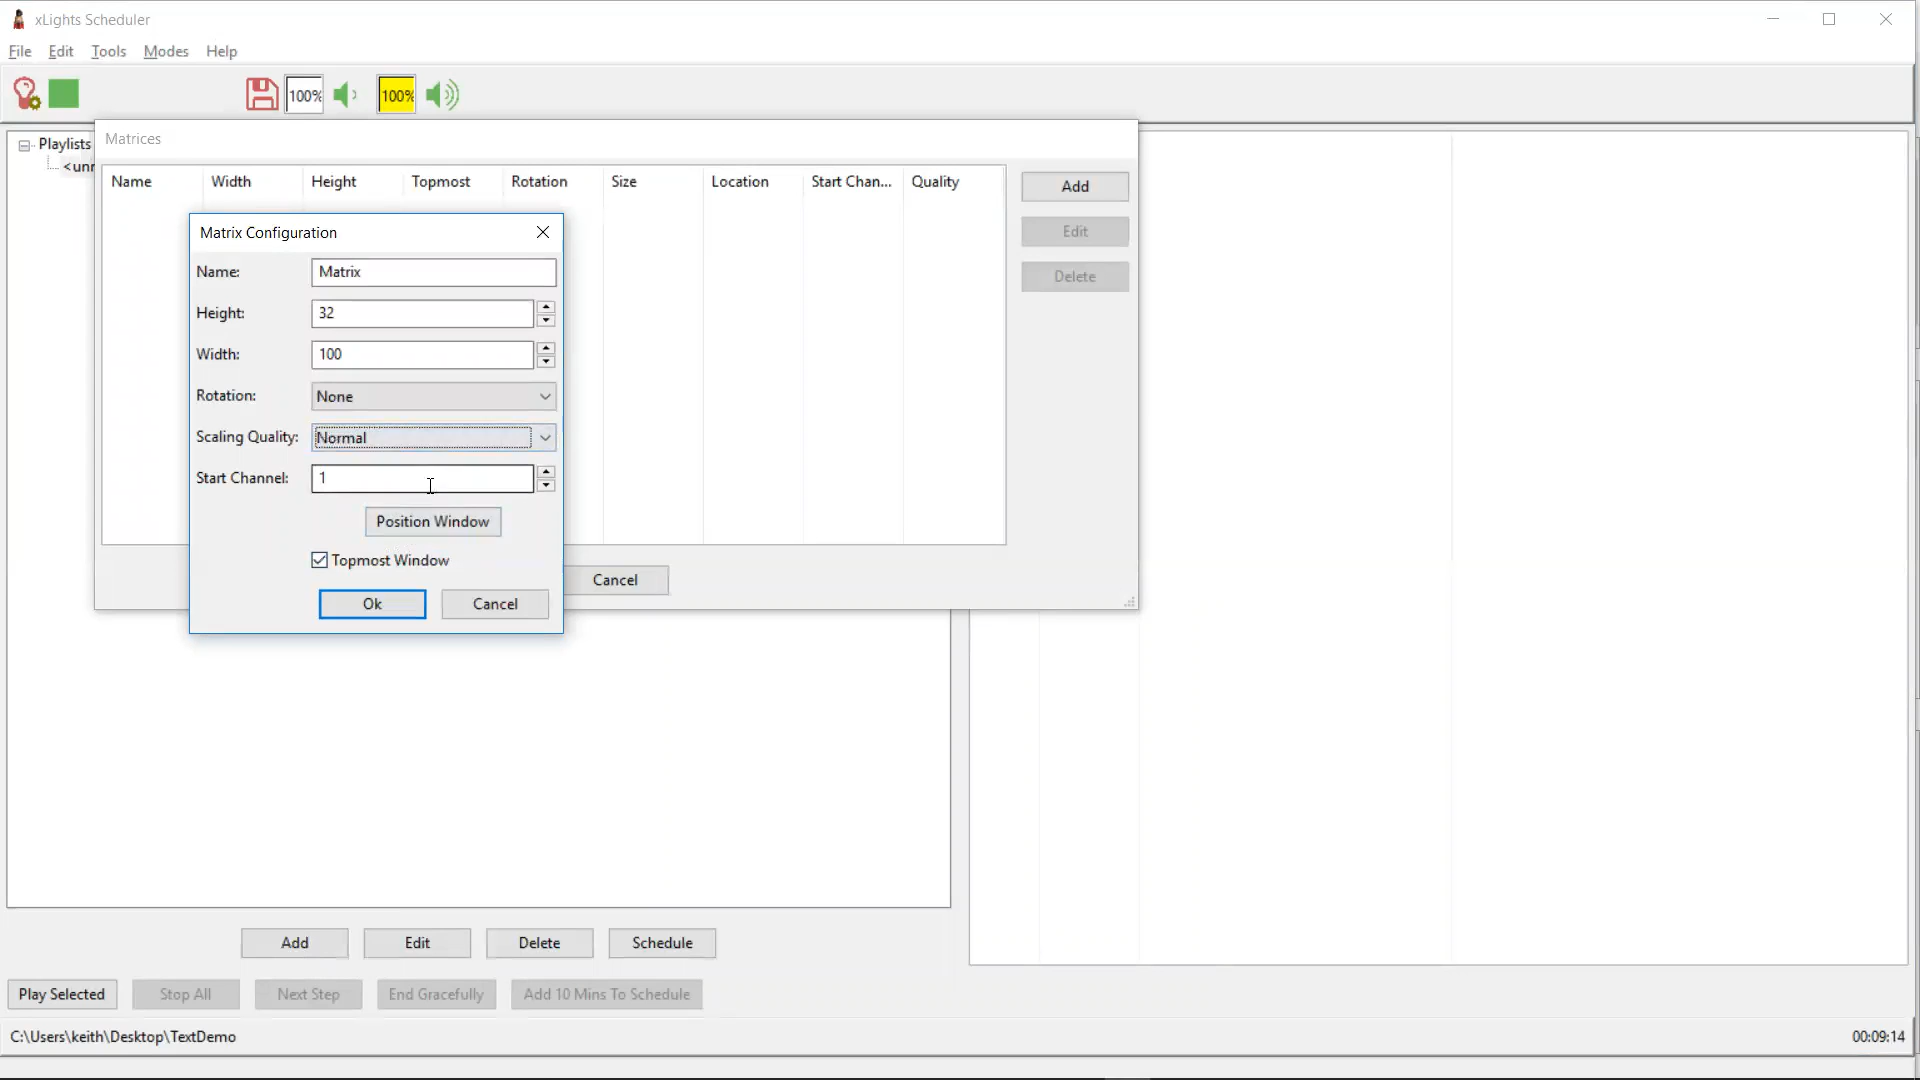 xLights Scheduler
File Edit Tools Modes Help
100% 100%
Matrices
Playlists
<unr
Name Width Height Topmost Rotation Size Location Start Chan... Quality
Add
Edit
Delete
Matrix Configuration
Name: Matrix
Height: 32
Width: 100
Rotation: None
Scaling Quality: Normal
Start Channel: 1
Position Window
Topmost Window
Ok Cancel
Cancel
Add Edit Delete Schedule
Play Selected Stop All Next Step End Gracefully Add 10 Mins To Schedule
C:\Users\keith\Desktop\TextDemo 00:09:14